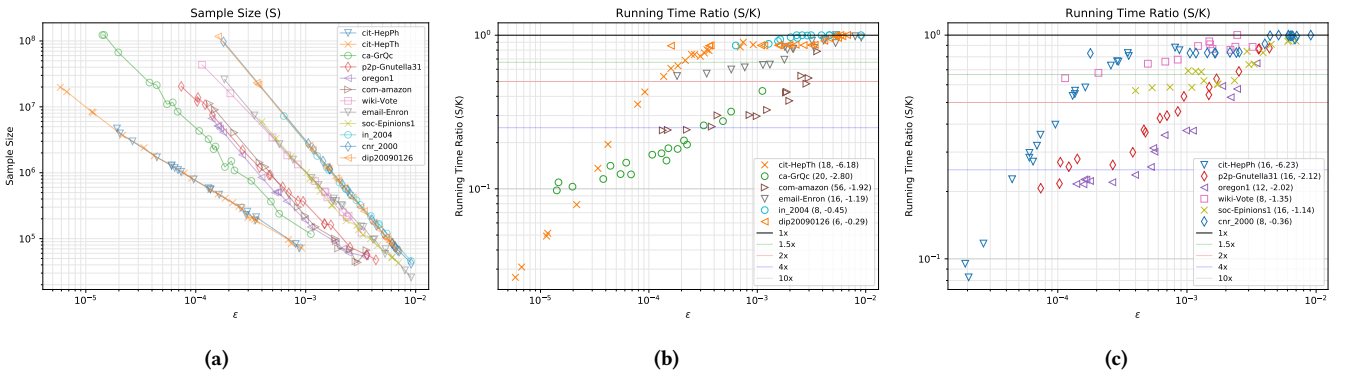 Sample Size (S)
Sample Size
10^8
10^7
10^6
10^5
10^-5
10^-4
10^-3
10^-2
ε
cit-HepPh
cit-HepTh
ca-GrQc
p2p-Gnutella31
oregon1
com-amazon
wiki-Vote
email-Enron
soc-Epinions1
in_2004
cnr_2000
dip20090126
(a)
Running Time Ratio (S/K)
Running Time Ratio (S/K)
10^0
10^-1
10^-5
10^-4
10^-3
10^-2
ε
cit-HepTh (18, -6.18)
ca-GrQc (20, -2.80)
com-amazon (56, -1.92)
email-Enron (16, -1.19)
in_2004 (8, -0.45)
dip20090126 (6, -0.29)
1x
1.5x
2x
4x
10x
(b)
Running Time Ratio (S/K)
Running Time Ratio (S/K)
10^0
10^-1
10^-4
10^-3
10^-2
ε
cit-HepPh (16, -6.23)
p2p-Gnutella31 (16, -2.12)
oregon1 (12, -2.02)
wiki-Vote (8, -1.35)
soc-Epinions1 (16, -1.14)
cnr_2000 (8, -0.36)
1x
1.5x
2x
4x
10x
(c)